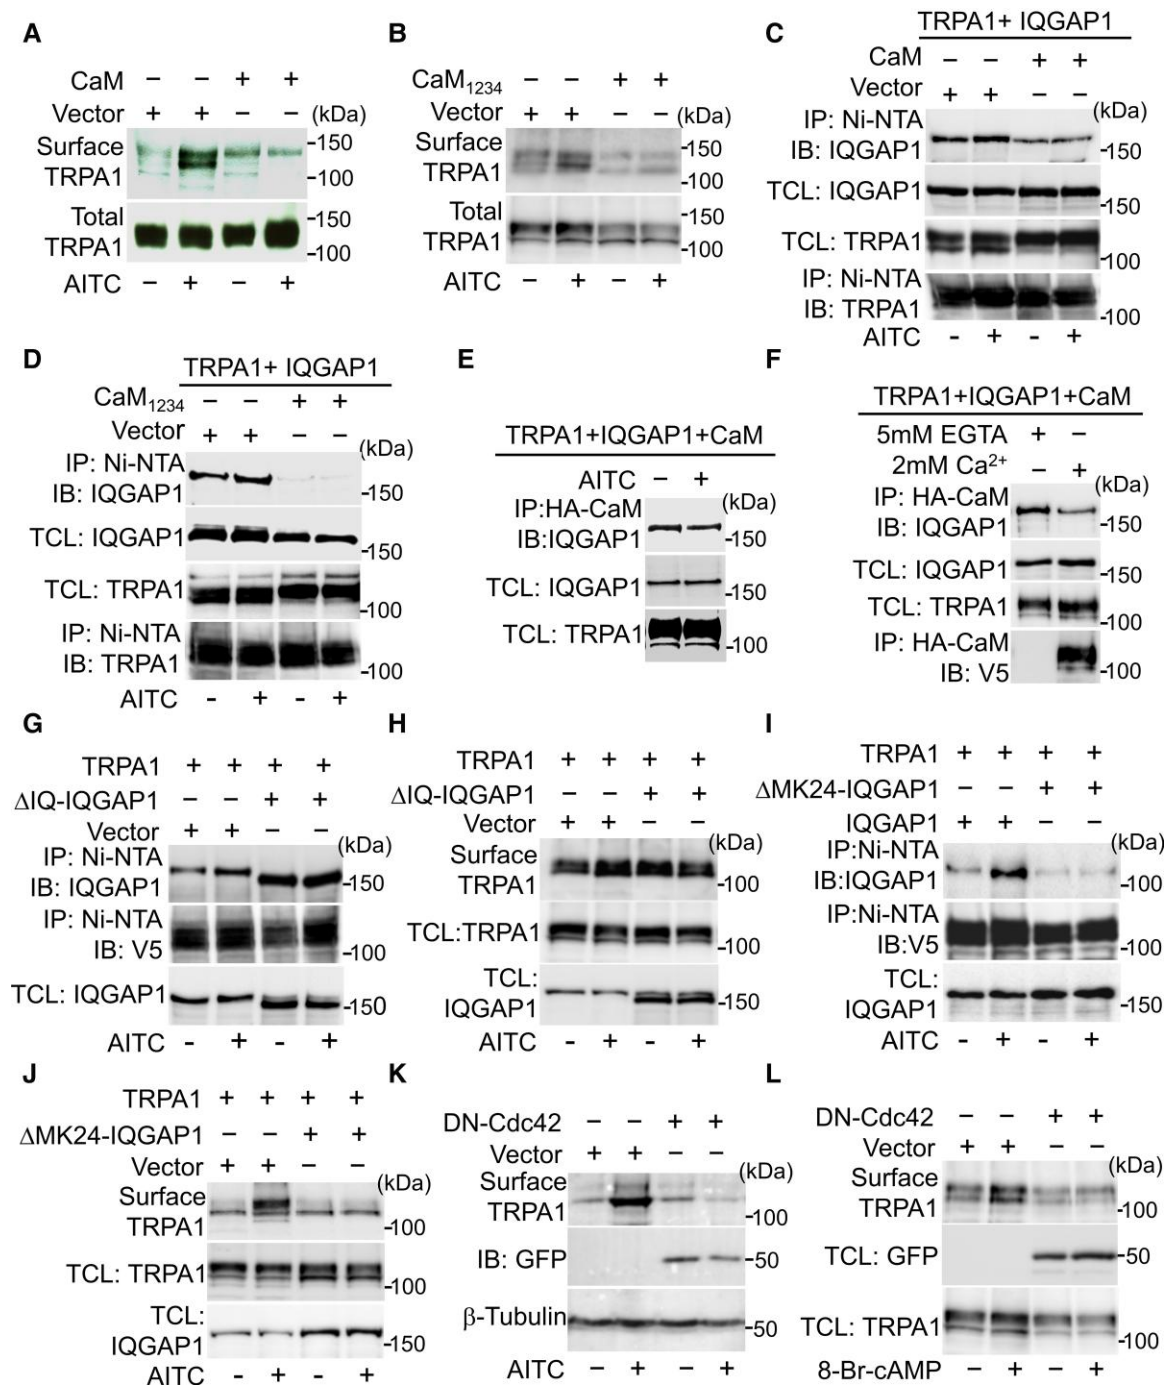 A
CaM – – + +
Vector + + – – (kDa)
Surface TRPA1 -150 -100
Total TRPA1 -150 -100
AITC – + – +
B
CaM1234 – – + +
Vector + + – – (kDa)
Surface TRPA1 -150 -100
Total TRPA1 -150 -100
AITC – + – +
C
TRPA1+ IQGAP1
CaM – – + +
Vector + + – – (kDa)
IP: Ni-NTA
IB: IQGAP1 -150
TCL: IQGAP1 -150
TCL: TRPA1 -100
IP: Ni-NTA
IB: TRPA1 -100
AITC - + - +
D
TRPA1+ IQGAP1
CaM1234 – – + +
Vector + + – – (kDa)
IP: Ni-NTA
IB: IQGAP1 -150
TCL: IQGAP1 -150
TCL: TRPA1 -100
IP: Ni-NTA
IB: TRPA1 -100
AITC - + - +
E
TRPA1+IQGAP1+CaM
AITC – + (kDa)
IP:HA-CaM
IB:IQGAP1 -150
TCL: IQGAP1 -150
TCL: TRPA1 -100
F
TRPA1+IQGAP1+CaM
5mM EGTA + –
2mM Ca2+ – + (kDa)
IP: HA-CaM
IB: IQGAP1 -150
TCL: IQGAP1 -150
TCL: TRPA1 -100
IP: HA-CaM
IB: V5 -100
G
TRPA1 + + + +
ΔIQ-IQGAP1 – – + +
Vector + + – – (kDa)
IP: Ni-NTA
IB: IQGAP1 -150
IP: Ni-NTA
IB: V5 -100
TCL: IQGAP1 -150
AITC - + - +
H
TRPA1 + + + +
ΔIQ-IQGAP1 – – + +
Vector + + – – (kDa)
Surface
TRPA1 -100
TCL:TRPA1 -100
TCL:
IQGAP1 -150
AITC - + - +
I
TRPA1 + + + +
ΔMK24-IQGAP1 – – + +
IQGAP1 + + – – (kDa)
IP:Ni-NTA
IB:IQGAP1 -100
IP:Ni-NTA
IB:V5 -100
TCL:
IQGAP1 -150
AITC – + – +
J
TRPA1 + + + +
ΔMK24-IQGAP1 – – + +
Vector + + – – (kDa)
Surface
TRPA1 -100
TCL: TRPA1 -100
TCL:
IQGAP1 -150
AITC - + - +
K
DN-Cdc42 – – + +
Vector + + – – (kDa)
Surface
TRPA1 -100
IB: GFP -50
β-Tubulin -50
AITC – + – +
L
DN-Cdc42 – – + +
Vector + + – – (kDa)
Surface
TRPA1 -100
TCL: GFP -50
TCL: TRPA1 -100
8-Br-cAMP – + – +